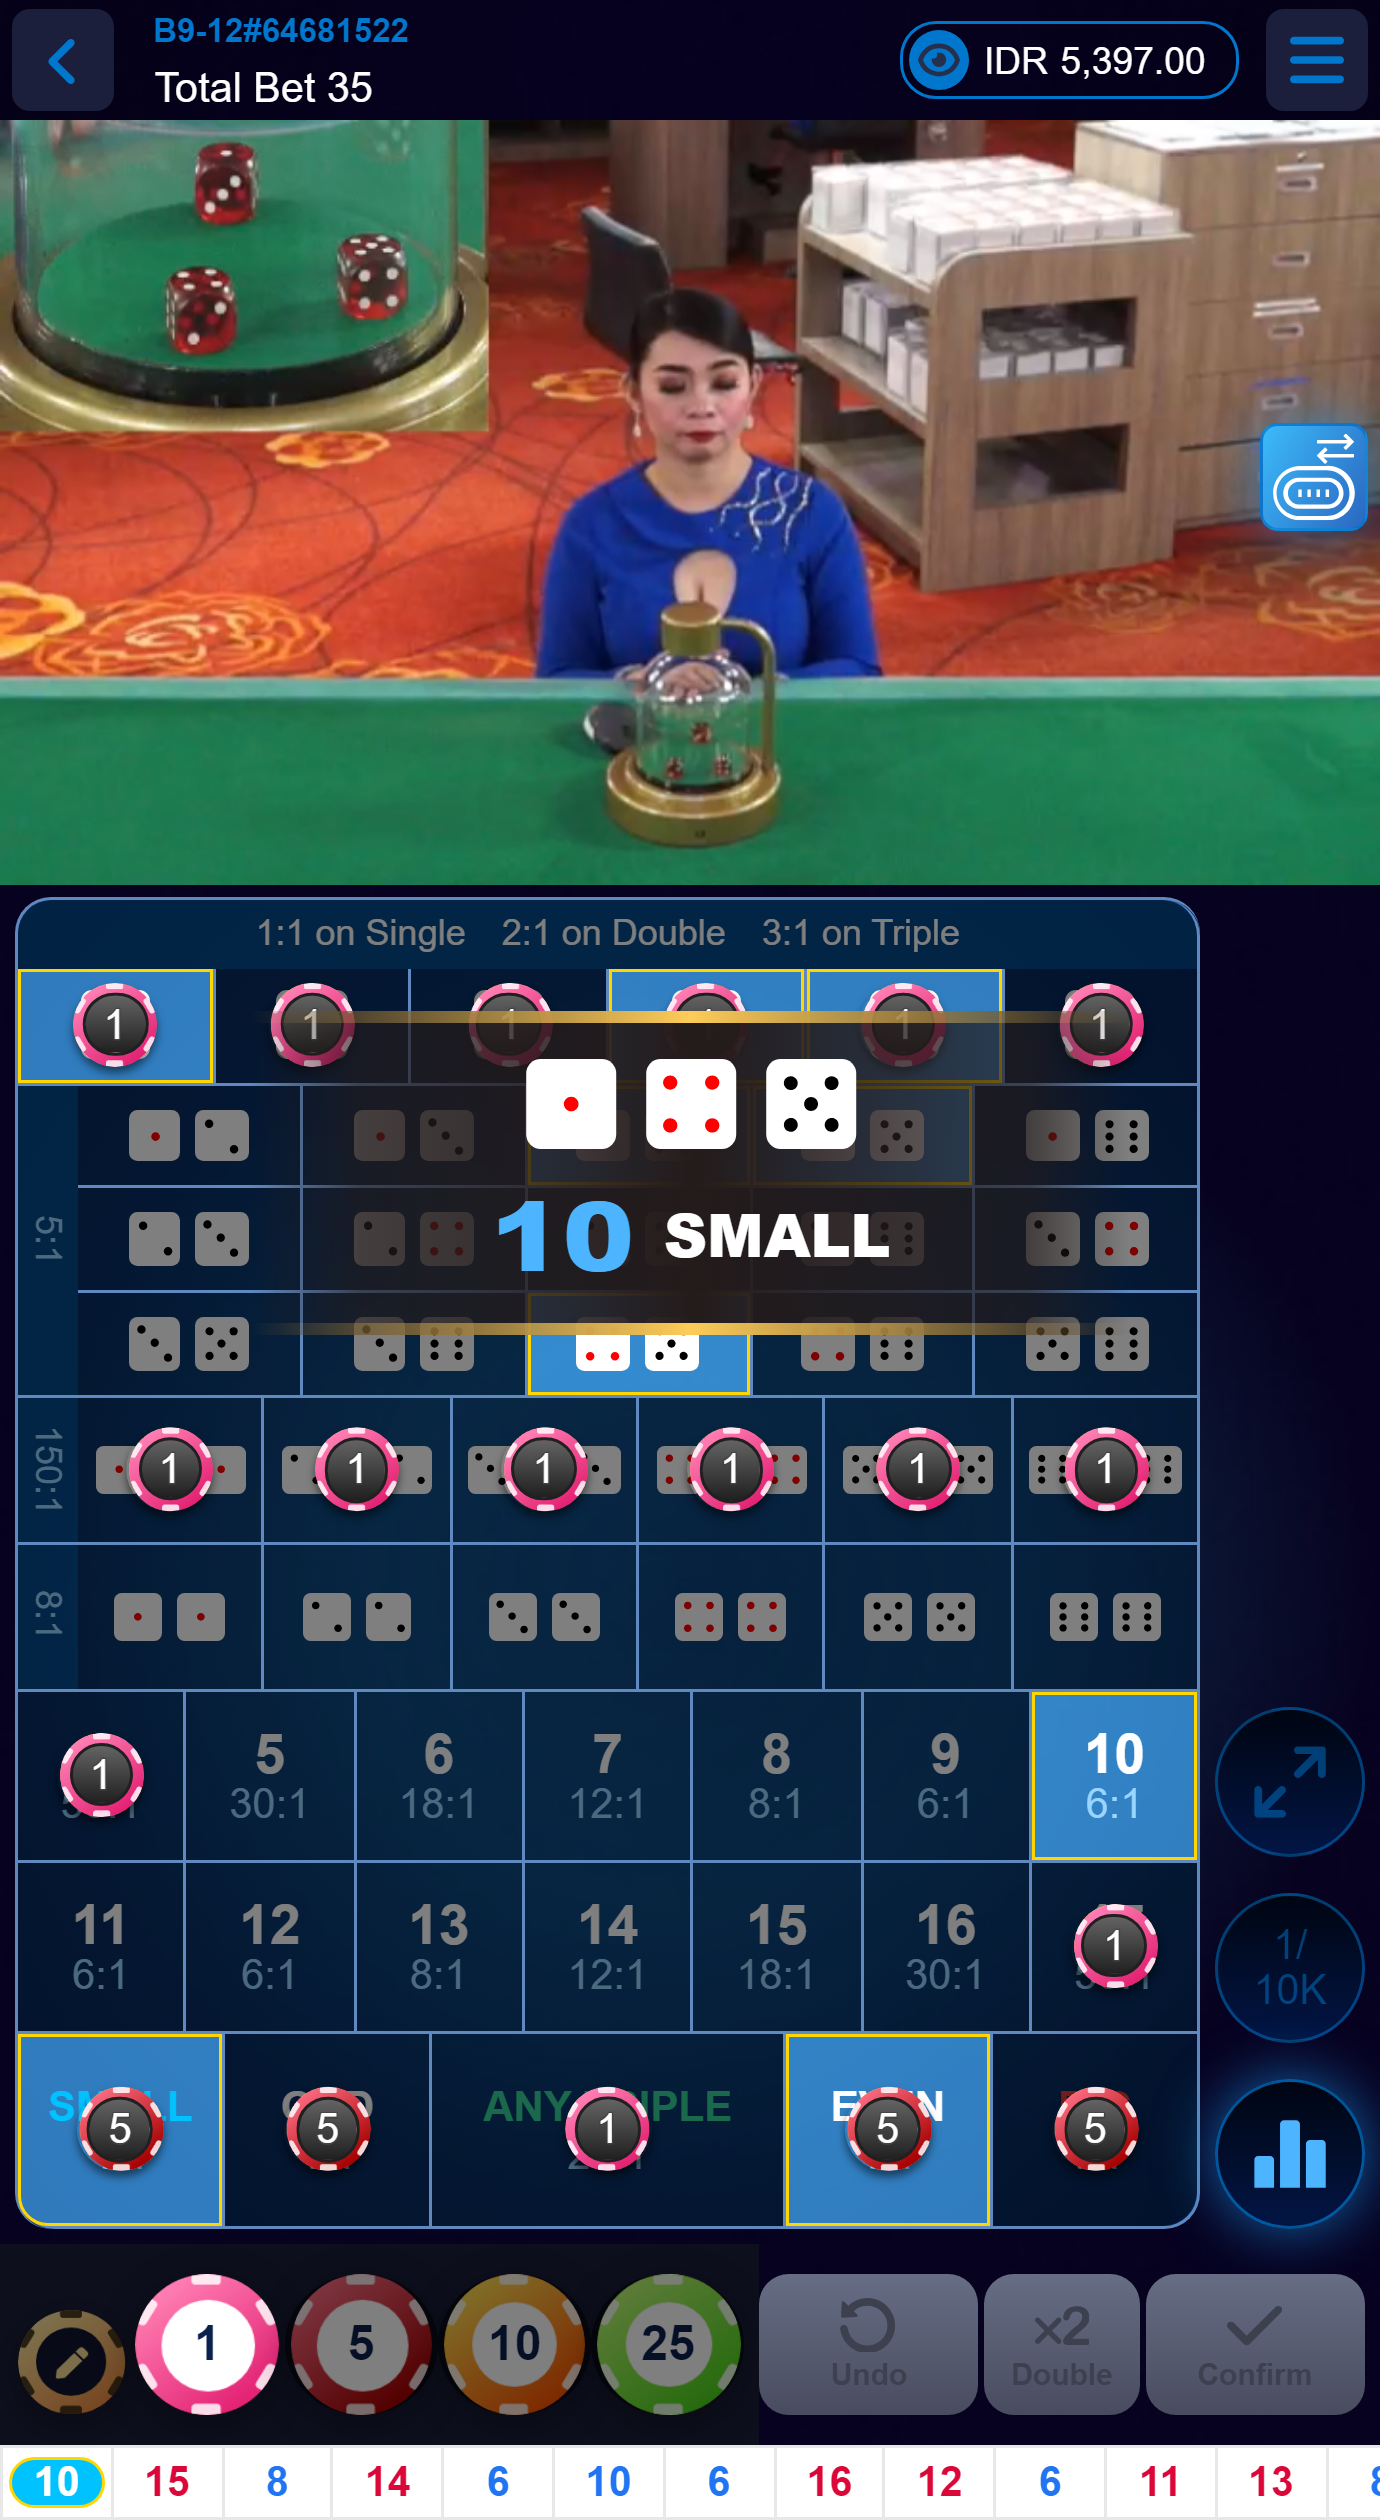 B9-12#64681522
Total Bet 35
IDR 5,397.00
1:1 on Single 2:1 on Double 3:1 on Triple
1 1 1 1 1 1
10 SMALL
5:1
150:1
1 1 1 1 1 1
8:1
1 5 6 7 8 9 10
30:1 18:1 12:1 8:1 6:1 6:1
11 12 13 14 15 16 1
6:1 6:1 8:1 12:1 18:1 30:1
1/
10K
5 5 ANY 1 5 5
1 5 10 25
Undo
x2
Double
Confirm
10 15 8 14 6 10 6 16 12 6 11 13